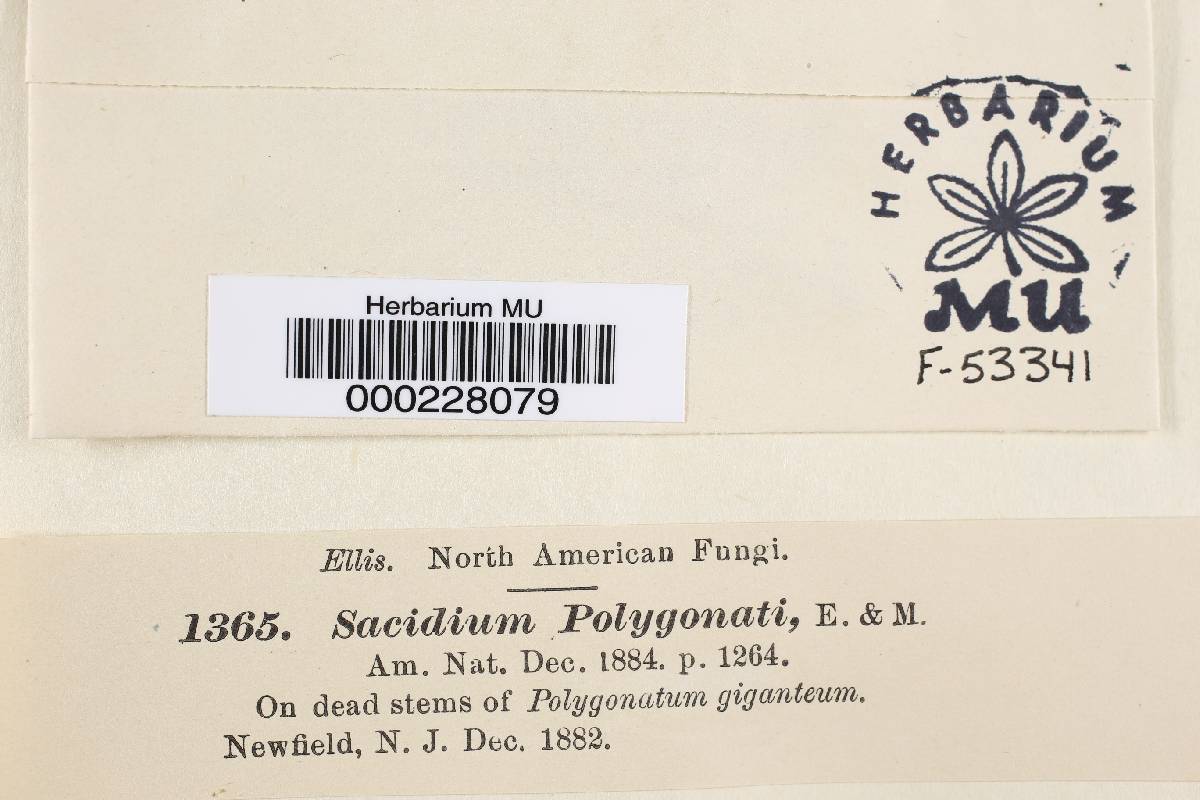 HERBARIUM
MU
F-53341
Herbarium MU
000228079
Ellis. North American Fungi.
1365. Sacidium Polygonati, E. & M.
Am. Nat. Dec. 1884. p. 1264.
On dead stems of Polygonatum giganteum.
Newfield, N. J. Dec. 1882.